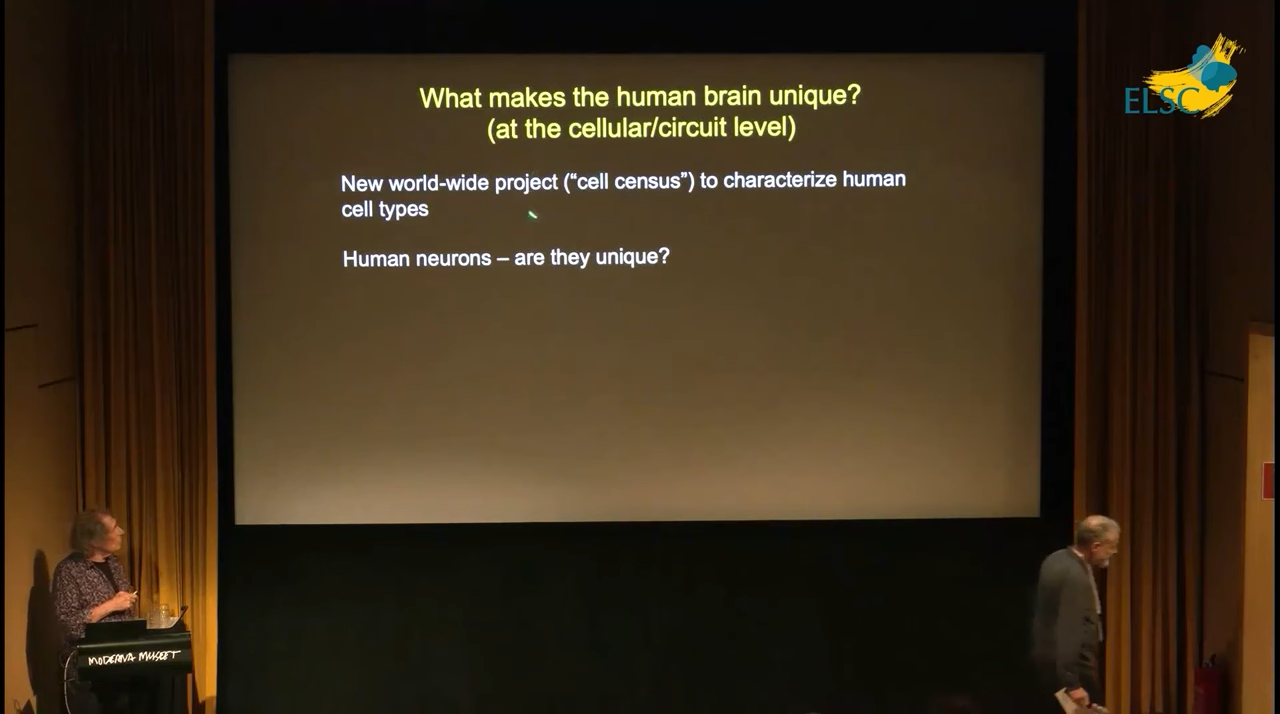 What makes the human brain unique?
(at the cellular/circuit level)
New world-wide project (“cell census”) to characterize human
cell types
Human neurons – are they unique?
ELSC
MODERNA MUSEET